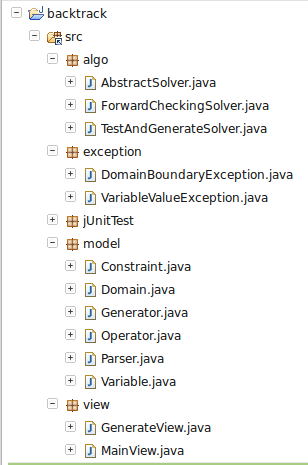 backtrack
src
algo
AbstractSolver.java
ForwardCheckingSolver.java
TestAndGenerateSolver.java
exception
DomainBoundaryException.java
VariableValueException.java
jUnitTest
model
Constraint.java
Domain.java
Generator.java
Operator.java
Parser.java
Variable.java
view
GenerateView.java
MainView.java